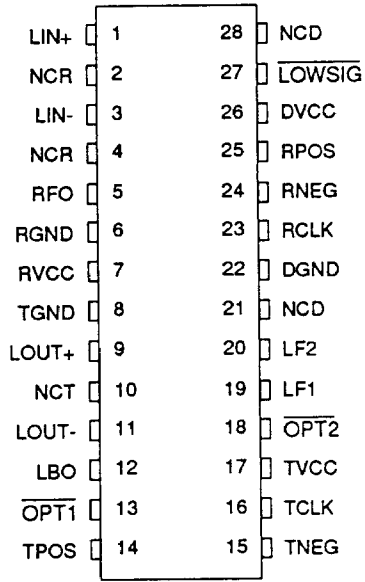 LIN+ 1 28 NCD
NCR 2 27 LOWSIG
LIN- 3 26 DVCC
NCR 4 25 RPOS
RFO 5 24 RNEG
RGND 6 23 RCLK
RVCC 7 22 DGND
TGND 8 21 NCD
LOUT+ 9 20 LF2
NCT 10 19 LF1
LOUT- 11 18 OPT2
LBO 12 17 TVCC
OPT1 13 16 TCLK
TPOS 14 15 TNEG